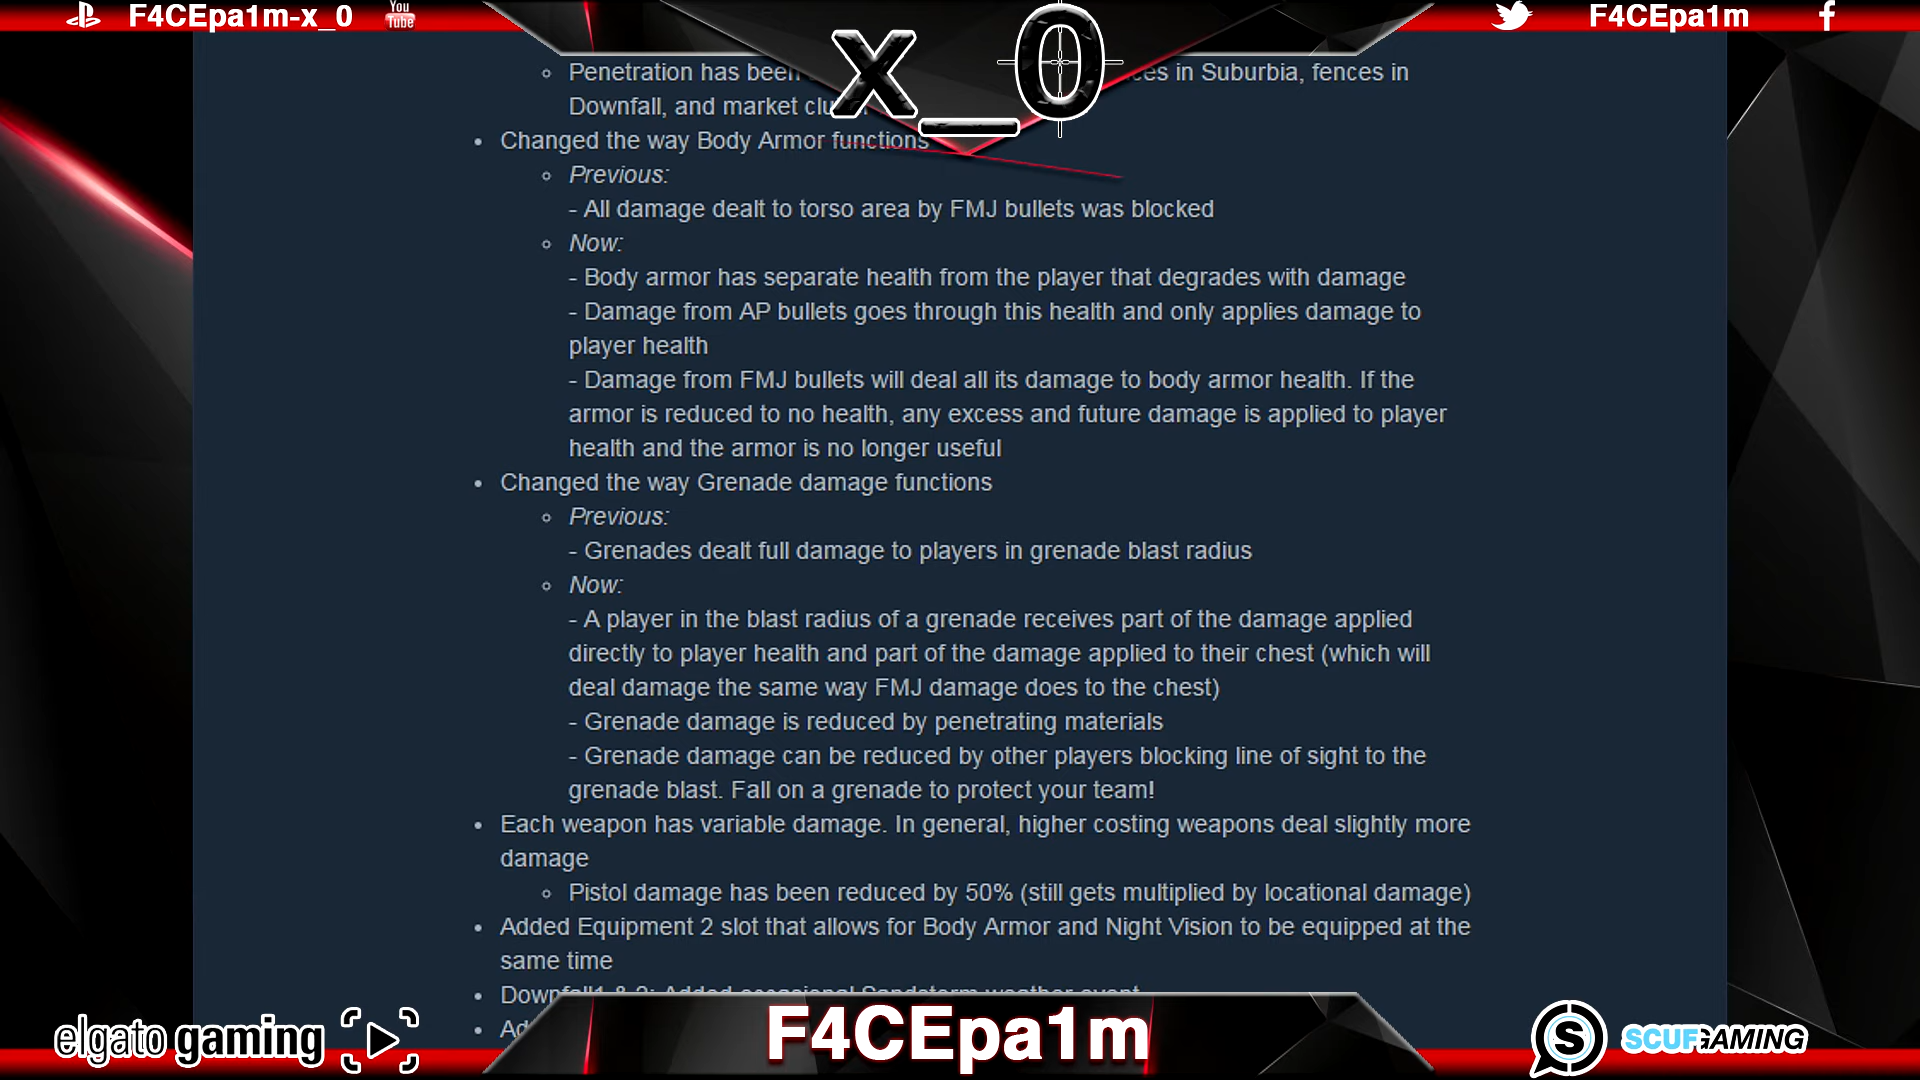 F4CEpa1m-x_0
You
Tube
F4CEpa1m
f
x_0
Penetration has been in Suburbia, fences in
Downfall, and market
• Changed the way Body Armor functions
Previous:
- All damage dealt to torso area by FMJ bullets was blocked
Now:
- Body armor has separate health from the player that degrades with damage
- Damage from AP bullets goes through this health and only applies damage to
player health
- Damage from FMJ bullets will deal all its damage to body armor health. If the
armor is reduced to no health, any excess and future damage is applied to player
health and the armor is no longer useful
• Changed the way Grenade damage functions
Previous:
- Grenades dealt full damage to players in grenade blast radius
Now:
- A player in the blast radius of a grenade receives part of the damage applied
directly to player health and part of the damage applied to their chest (which will
deal damage the same way FMJ damage does to the chest)
- Grenade damage is reduced by penetrating materials
- Grenade damage can be reduced by other players blocking line of sight to the
grenade blast. Fall on a grenade to protect your team!
• Each weapon has variable damage. In general, higher costing weapons deal slightly more
damage
Pistol damage has been reduced by 50% (still gets multiplied by locational damage)
• Added Equipment 2 slot that allows for Body Armor and Night Vision to be equipped at the
same time
• Downfall1 & 2: Added occasional Sandstorm weather event
elgato gaming
F4CEpa1m
S
SCUFGAMING